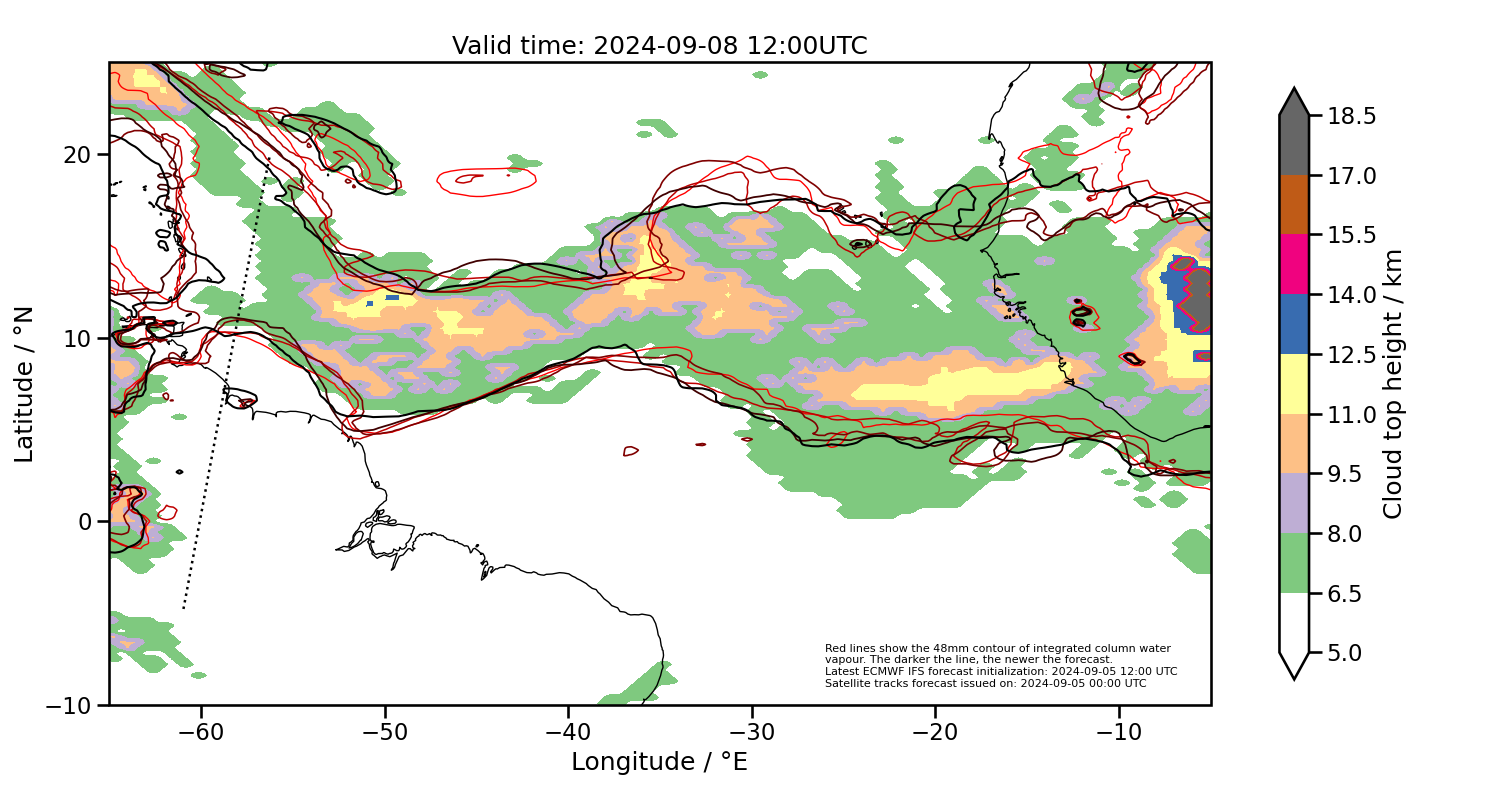 Valid time: 2024-09-08 12:00UTC
20
10
0
−10
Latitude / °N
−60
−50
−40
−30
−20
−10
Longitude / °E
Red lines show the 48mm contour of integrated column water
vapour. The darker the line, the newer the forecast.
Latest ECMWF IFS forecast initialization: 2024-09-05 12:00 UTC
Satellite tracks forecast issued on: 2024-09-05 00:00 UTC
18.5
17.0
15.5
14.0
12.5
11.0
9.5
8.0
6.5
5.0
Cloud top height / km